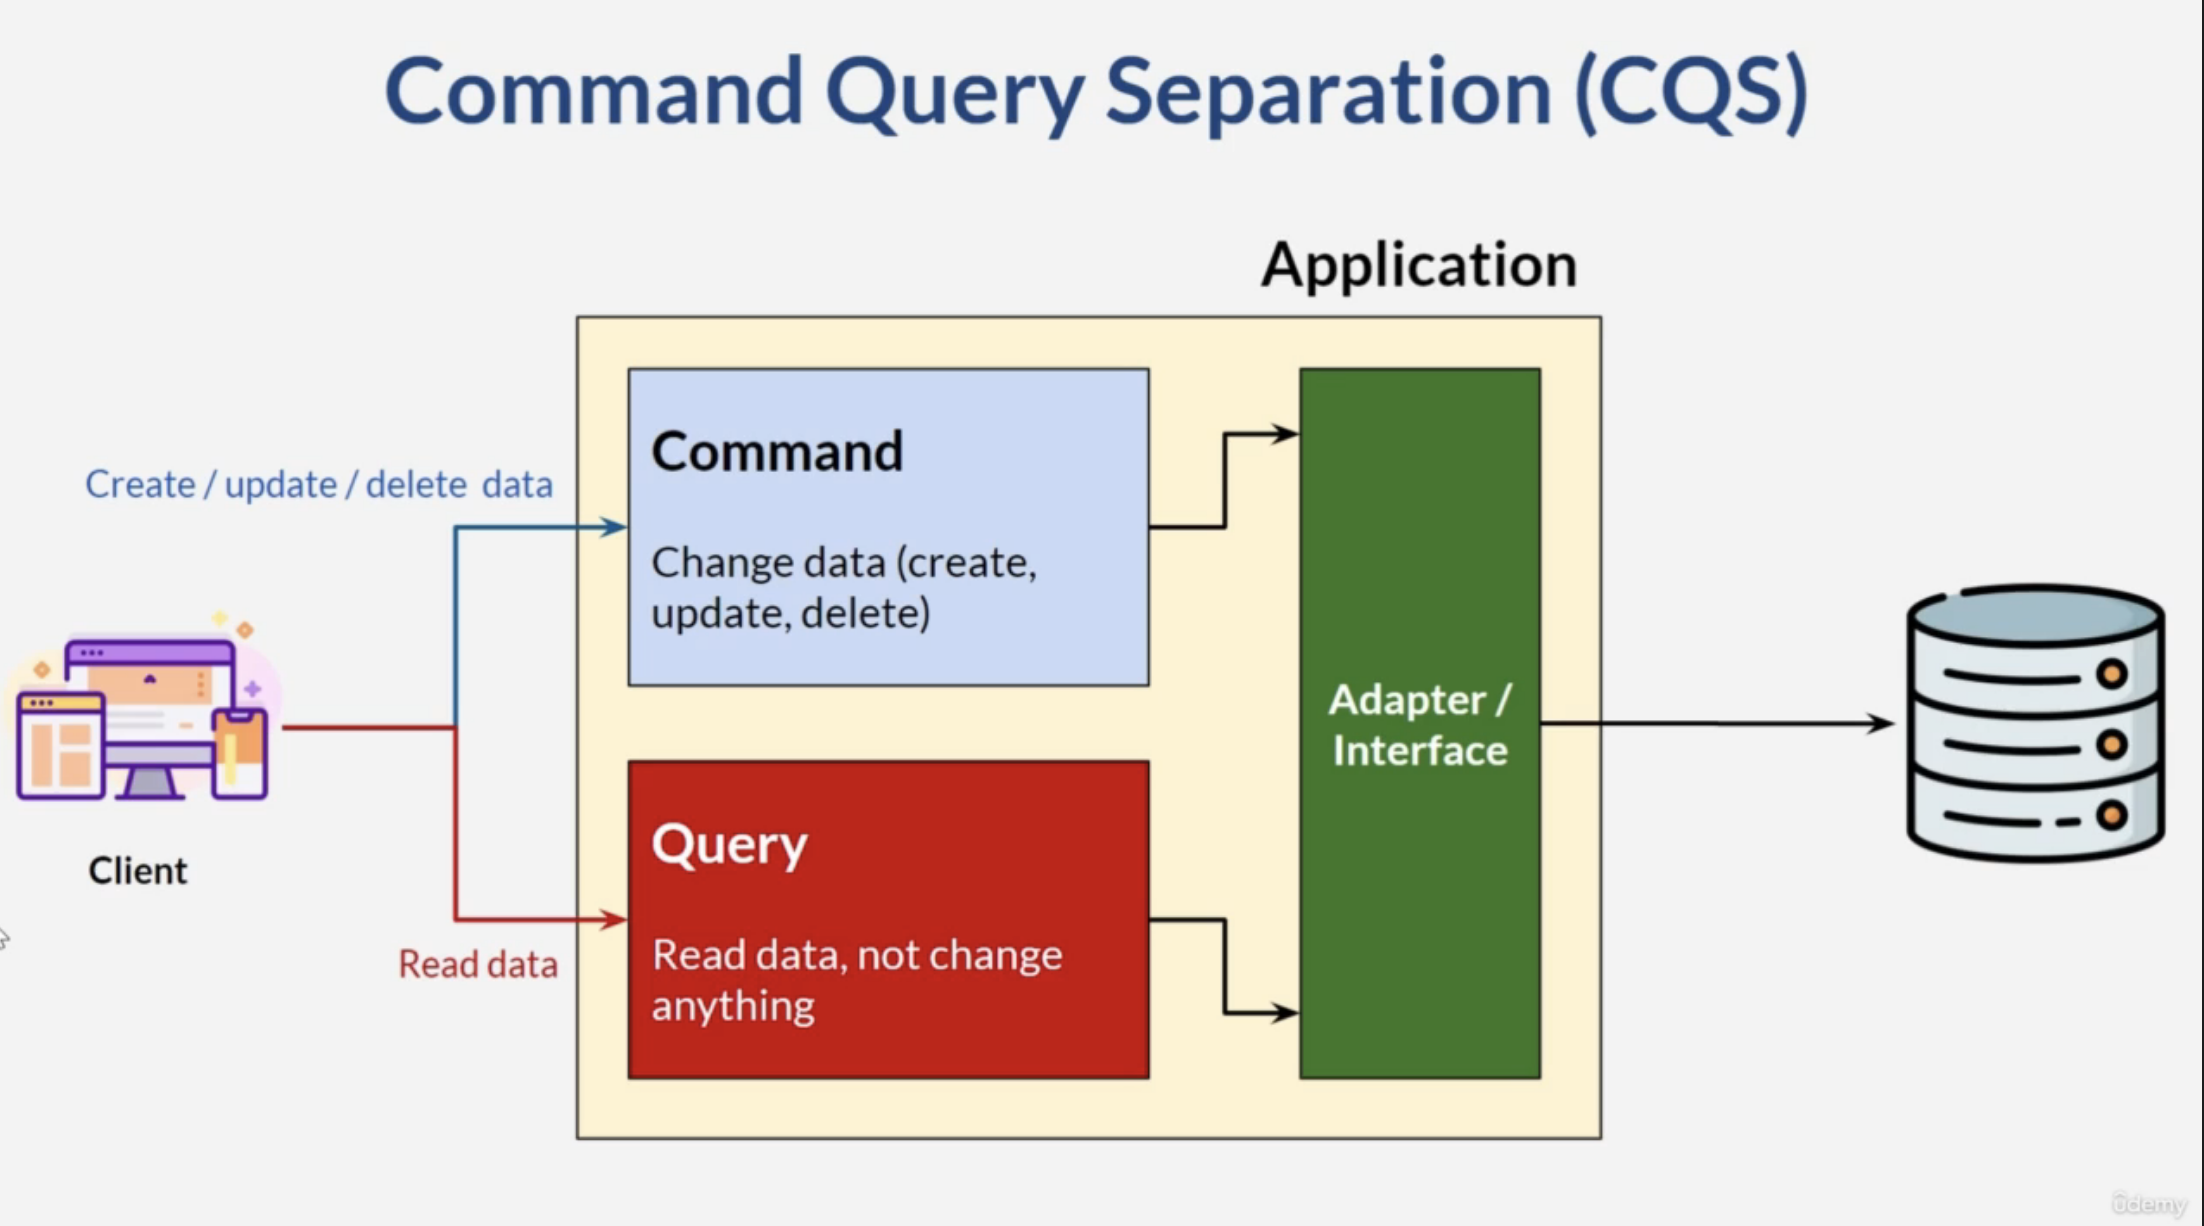 Command Query Separation (CQS)
Application
Command
Create / update / delete data
Change data (create,
update, delete)
Adapter /
Interface
Query
Client
Read data, not change
anything
Read data
ûdemy